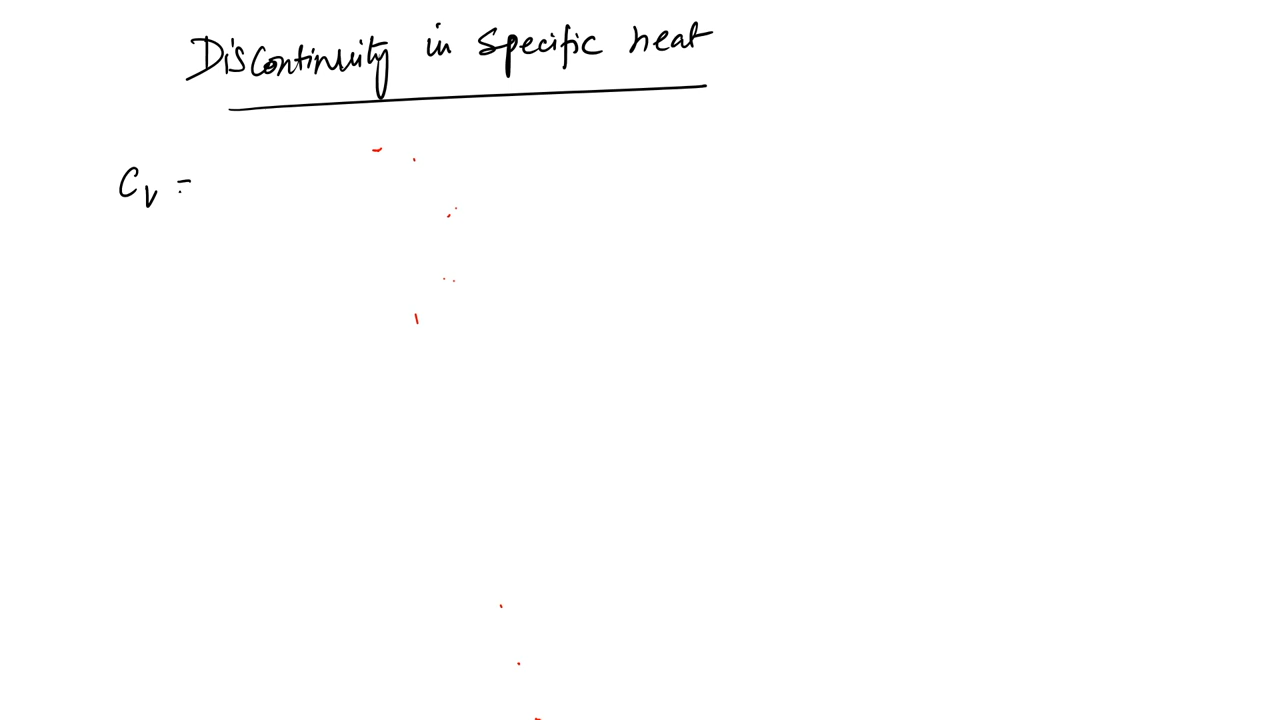 Discontinuity in specific heat
Cv =